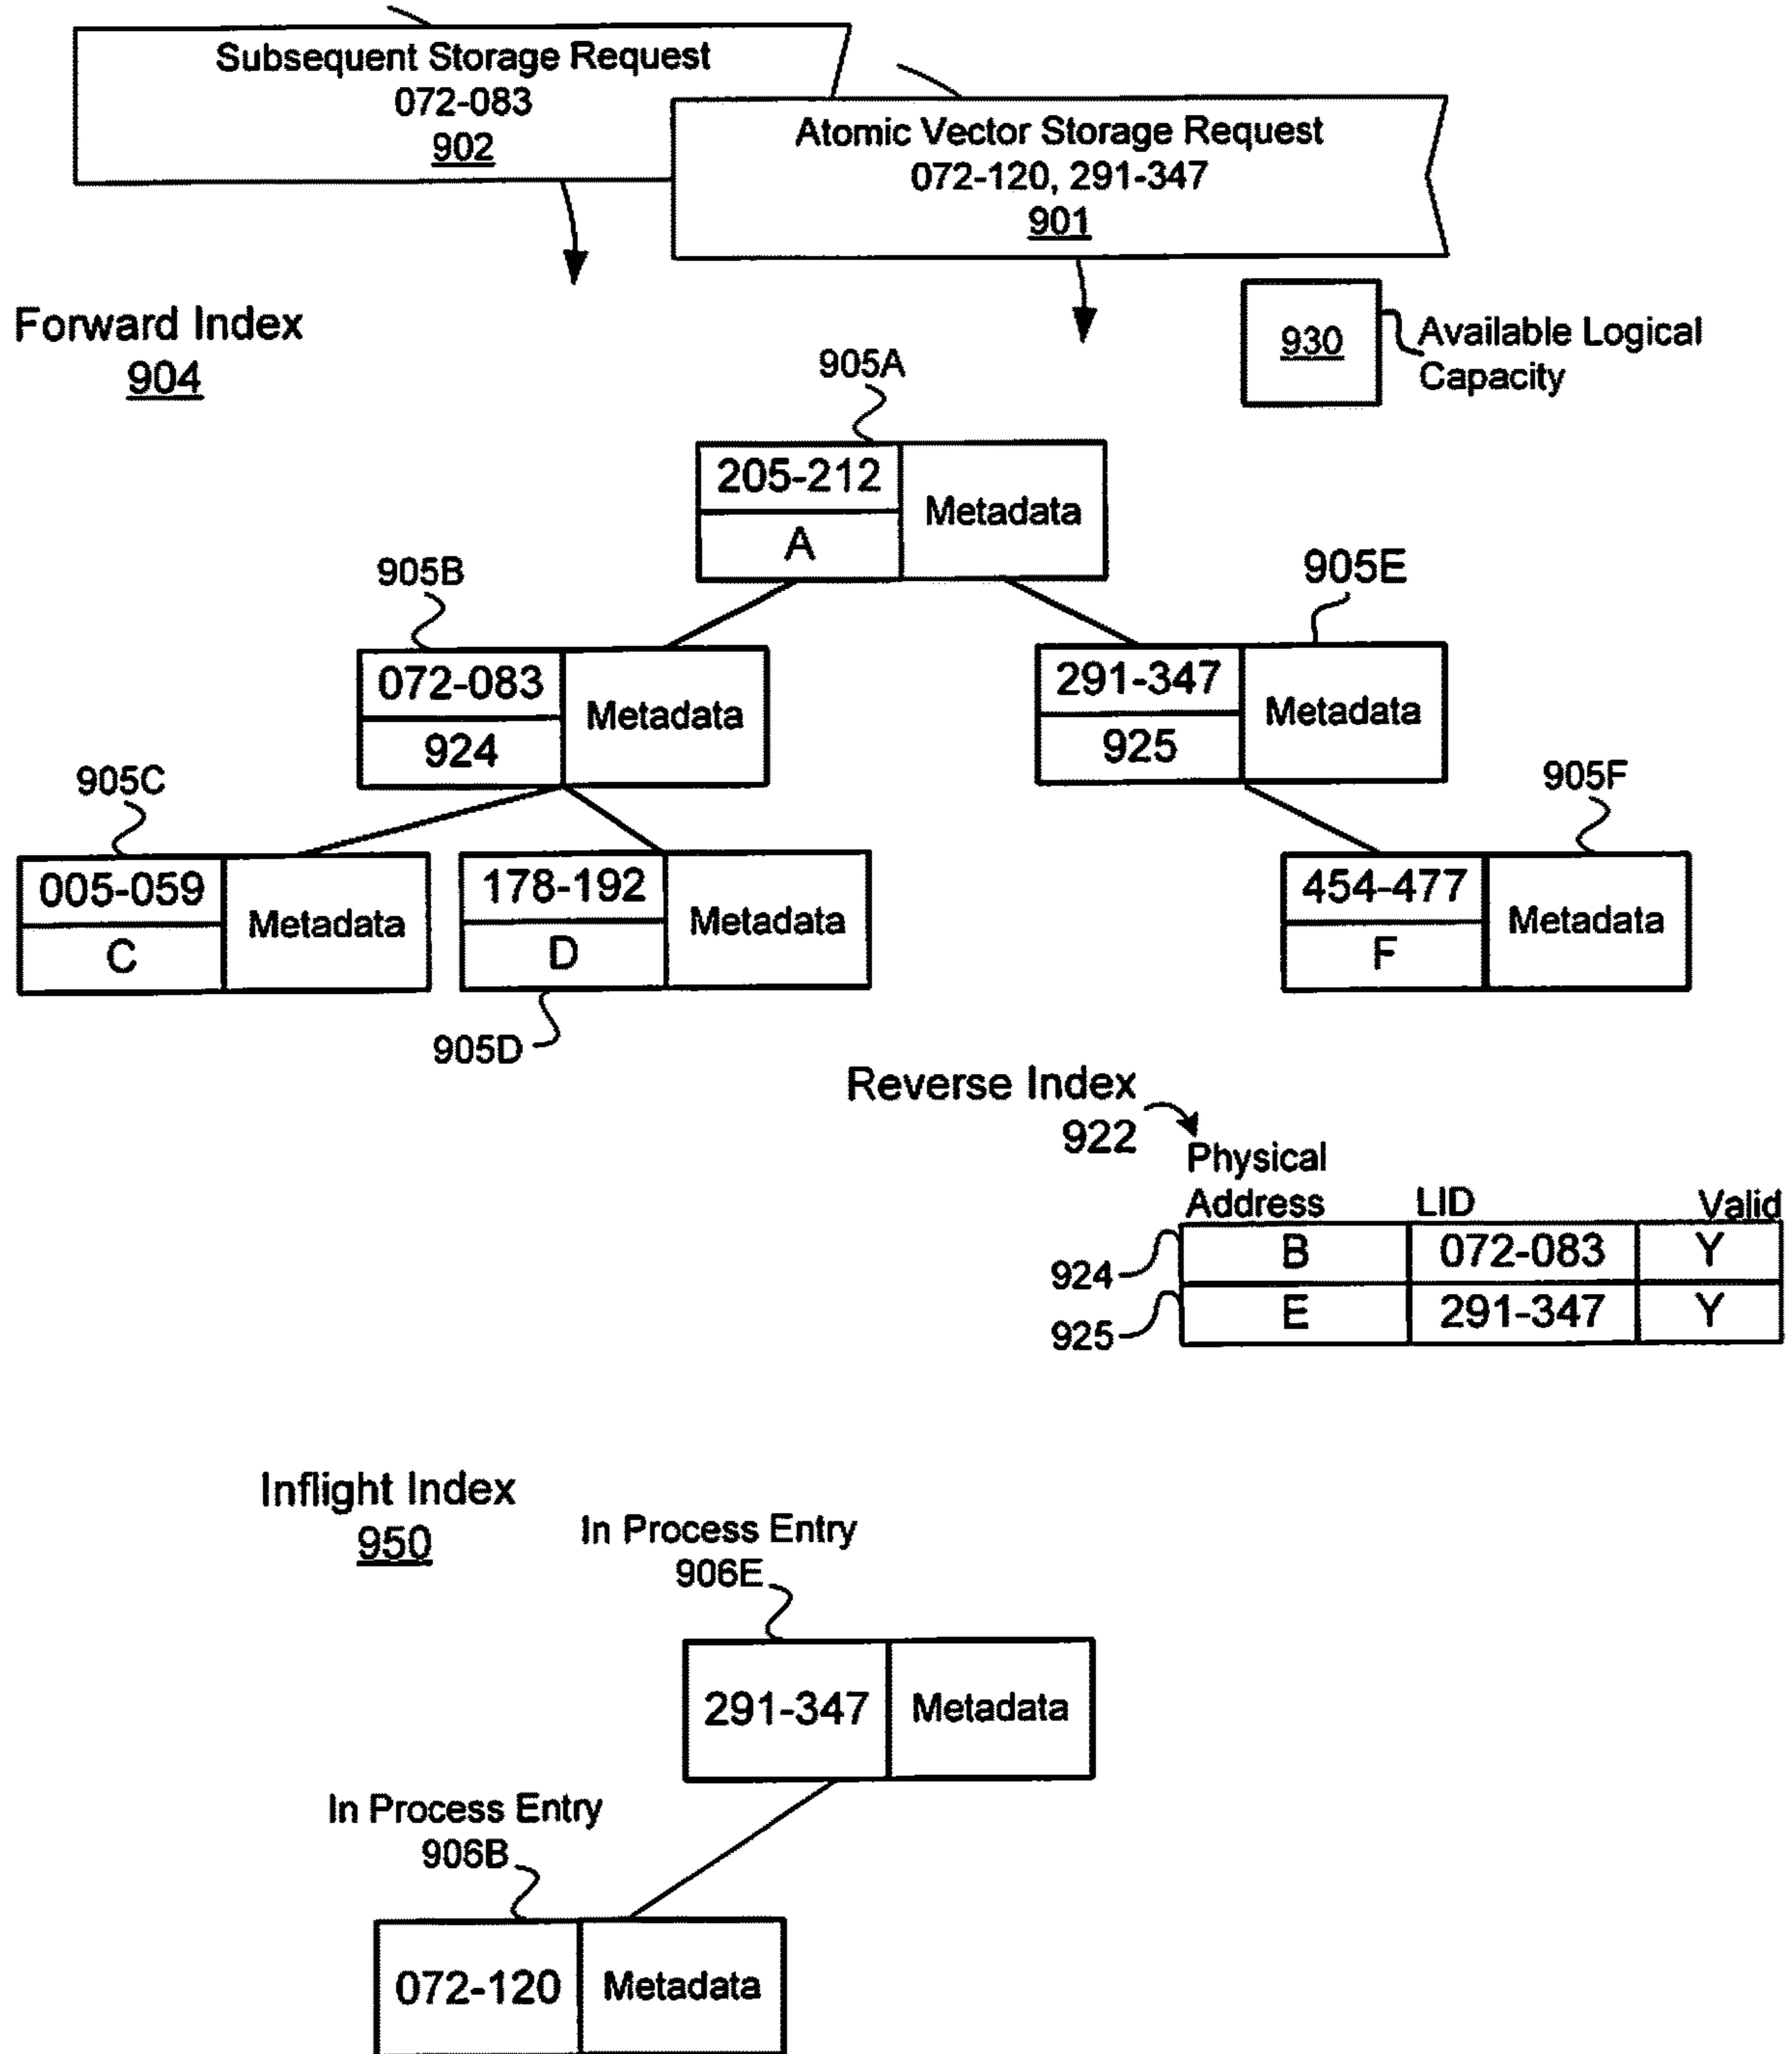 Subsequent Storage Request
072-083
902
Atomic Vector Storage Request
072-120, 291-347
901
Forward Index
904
930
Available Logical
Capacity
905A
205-212
Metadata
A
905B
072-083
Metadata
924
905E
291-347
Metadata
925
905C
005-059
Metadata
C
178-192
Metadata
D
905D
905F
454-477
Metadata
F
Reverse Index
922
Physical
Address LID Valid
924 B 072-083 Y
925 E 291-347 Y
Inflight Index
950
In Process Entry
906E
291-347 Metadata
In Process Entry
906B
072-120 Metadata